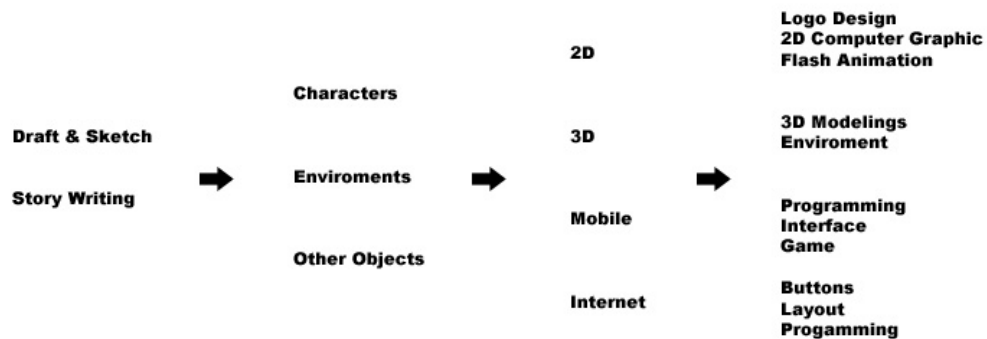 Draft & Sketch
Story Writing
Characters
Enviroments
Other Objects
2D
3D
Mobile
Internet
Logo Design
2D Computer Graphic
Flash Animation
3D Modelings
Enviroment
Programming
Interface
Game
Buttons
Layout
Progamming